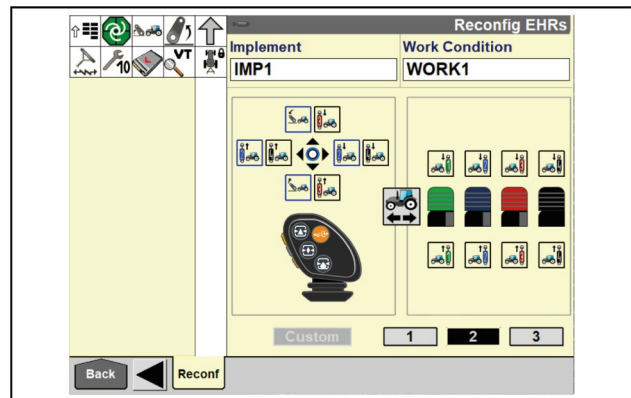 Reconfig EHRs
10
VT
Implement
Work Condition
IMP1
WORK1
Custom
1
2
3
Back
Reconf